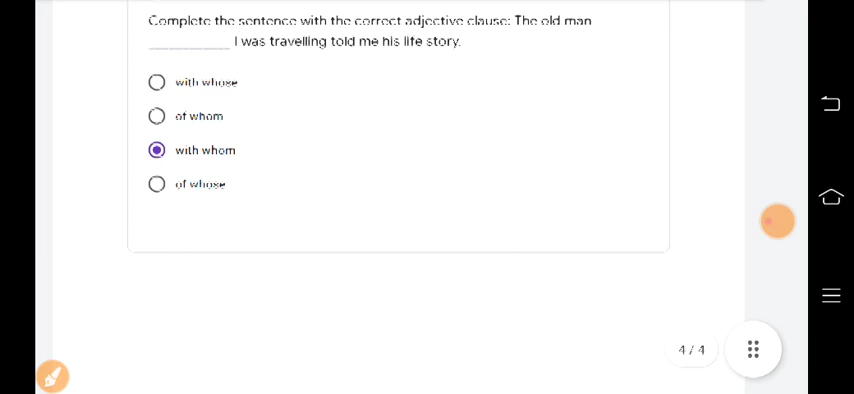 Complete the sentence with the correct adjective clause: The old man
____________ I was travelling told me his life story.
with whose
of whom
with whom
of whose
4 / 4